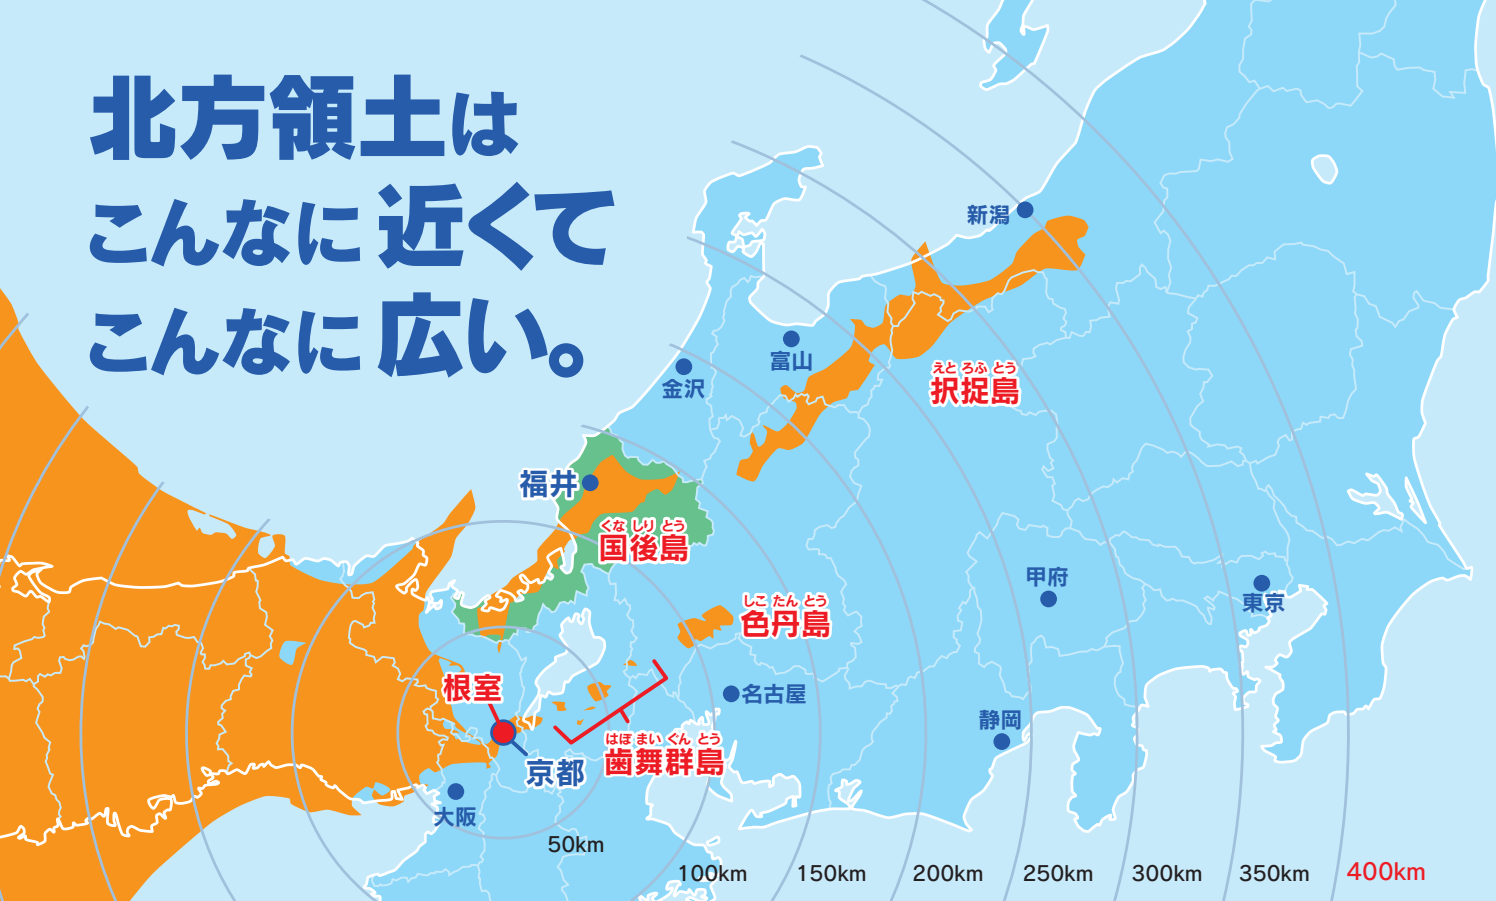 北方領土は
こんなに近くて
こんなに広い。
新潟
富山
金沢
えとろふとう
択捉島
福井
くなしりとう
国後島
甲府
東京
しこたんとう
色丹島
根室
名古屋
静岡
はぼまいぐんとう
歯舞群島
京都
大阪
50km
100km
150km
200km
250km
300km
350km
400km